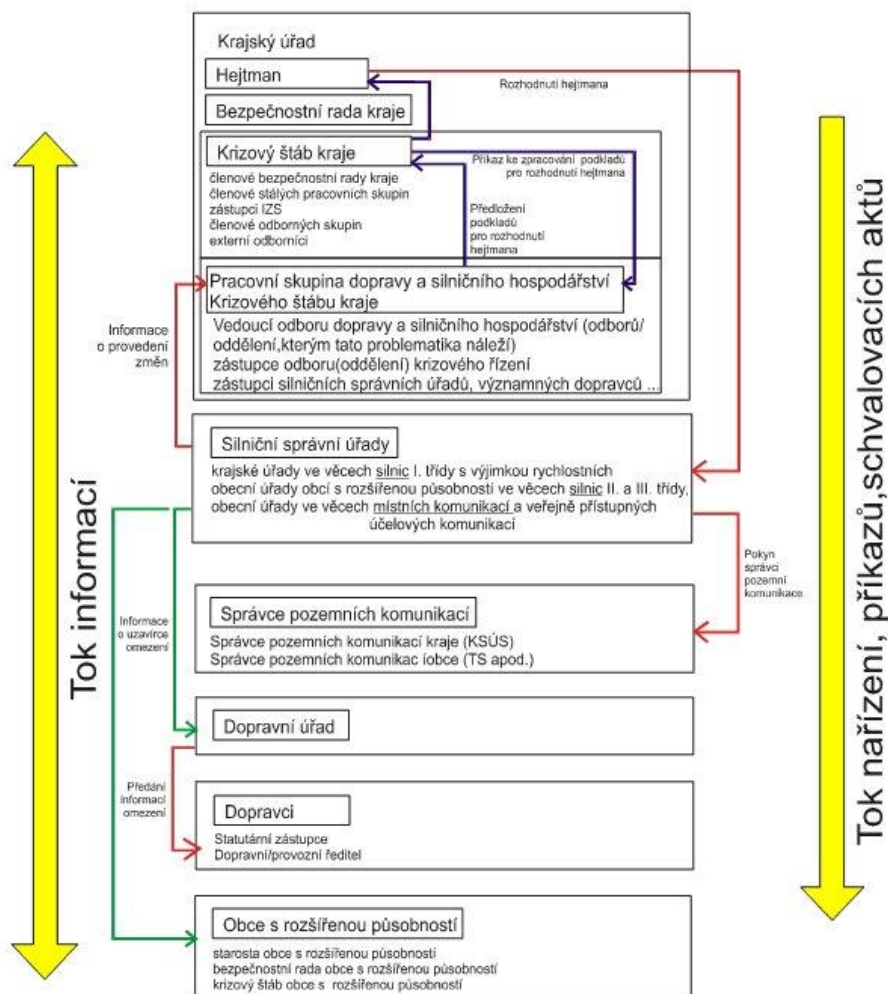 Krajský úřad
Hejtman
Rozhodnutí hejtmana
Bezpečnostní rada kraje
Krizový štáb kraje
členové bezpečnostní rady kraje
členové stálých pracovních skupin
zástupci IZS
členové odborných skupin
externí odborníci
Příkaz ke zpracování podkladů
pro rozhodnutí hejtmana
Předložení
podkladů
pro rozhodnutí
hejtmana
Pracovní skupina dopravy a silničního hospodářství
Krizového štábu kraje
Vedoucí odboru dopravy a silničního hospodářství (odborů/
oddělení,kterým tato problematika náleží)
zástupce odboru(oddělení) krizového řízení
zástupci silničních správních úřadů, významných dopravců ...
Informace
o provedení
změn
Silniční správní úřady
krajské úřady ve věcech silnic I. třídy s výjimkou rychlostních
obecní úřady obcí s rozšířenou působností ve věcech silnic II. a III. třídy,
obecní úřady ve věcech místních komunikací a veřejně přístupných
účelových komunikací
Pokyn
správci
pozemní
komunikace
Informace
o uzavírce
omezení
Správce pozemních komunikací
Správce pozemních komunikací kraje (KSÚS)
Správce pozemních komunikac íobce (TS apod.)
Dopravní úřad
Předání
informací
omezení
Dopravci
Statutární zástupce
Dopravní/provozní ředitel
Obce s rozšířenou působností
starosta obce s rozšířenou působností
bezpečnostní rada obce s rozšířenou působností
krizový štáb obce s rozšířenou působností
Tok informací
Tok nařízení, příkazů,schvalovacích aktů